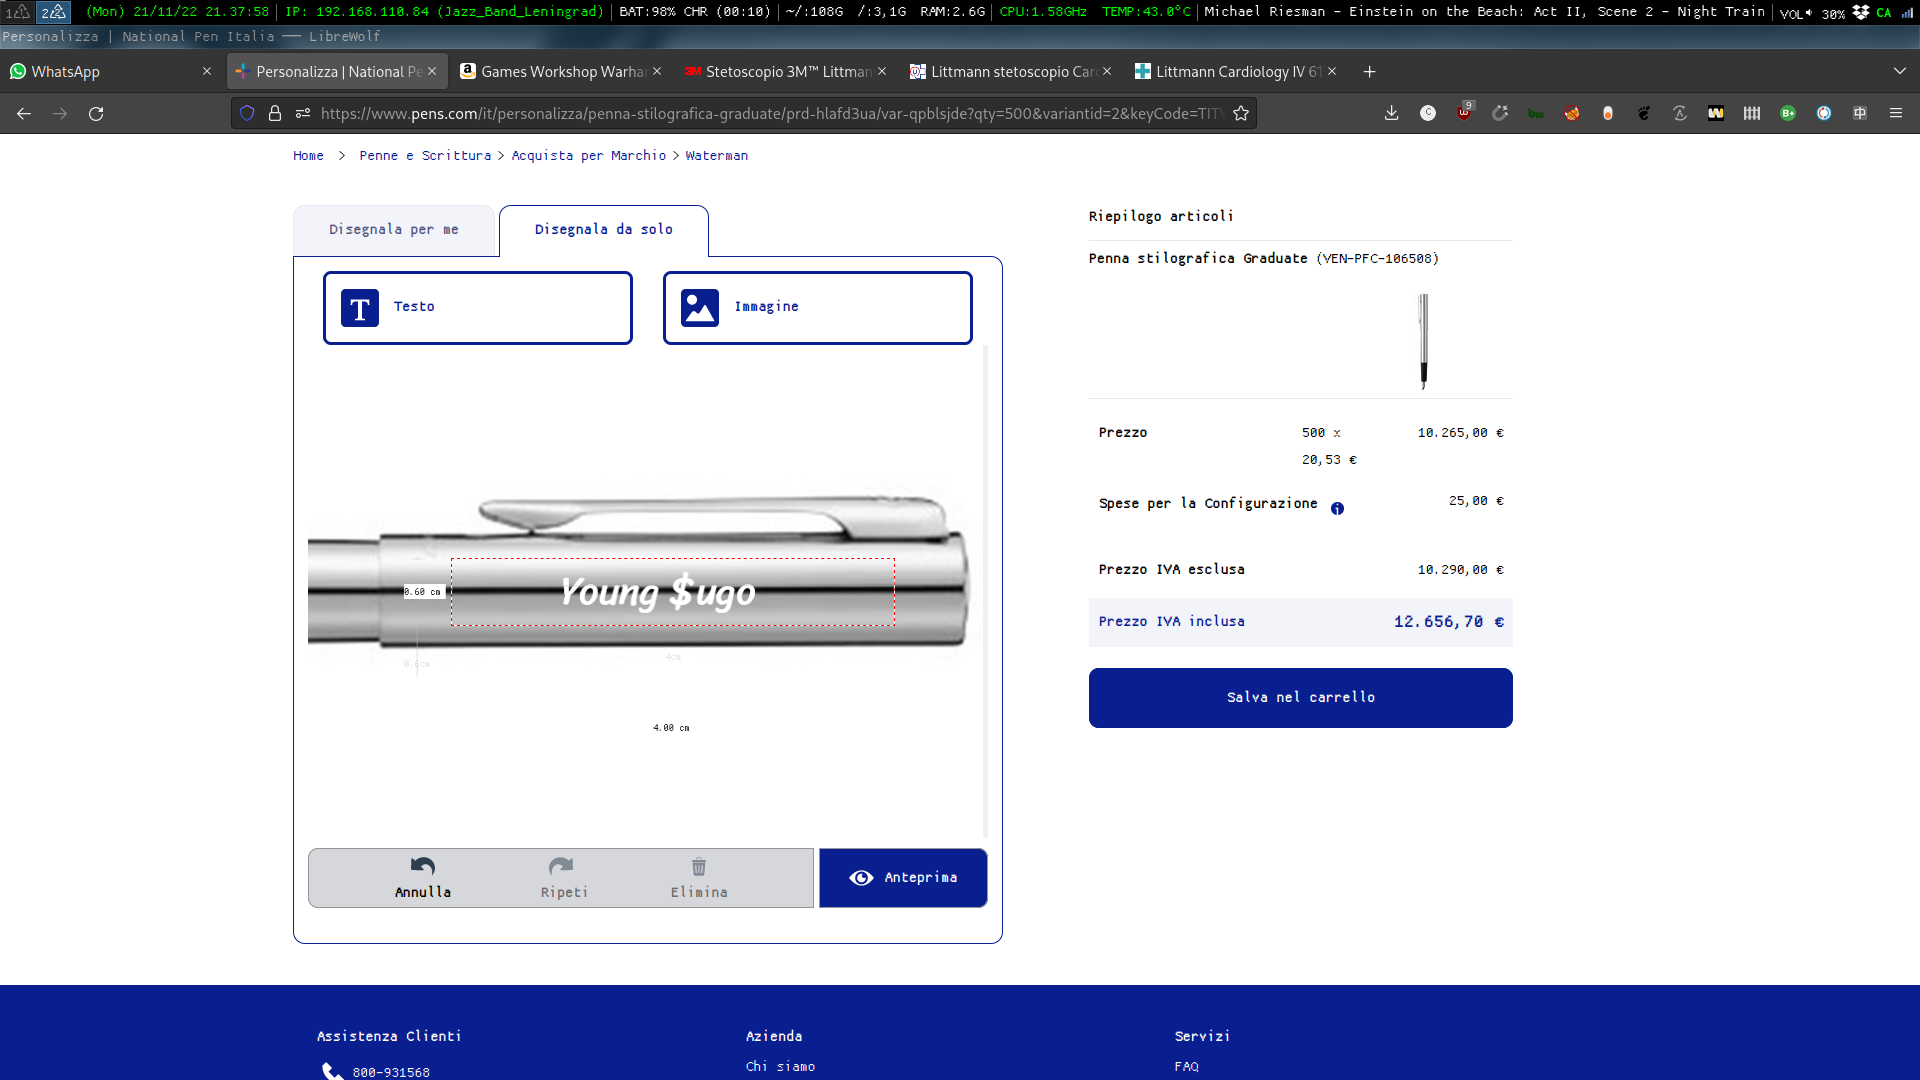 (Mon) 21/11/22 21.37:58 IP: 192.168.110.84 (Jazz_Band_Leningrad) BAT:98% CHR (00:10) ~/:108G /:3,1G RAM:2.6G CPU:1.58GHz TEMP:43.0°C Michael Riesman - Einstein on the Beach: Act II, Scene 2 - Night Train VOL 30% CA
Personalizza | National Pen Italia — LibreWolf
WhatsApp
Personalizza | National Pe
Games Workshop Warha
3M Stetoscopio 3M™ Littman
Littmann stetoscopio Car
Littmann Cardiology IV 61
https://www.pens.com/it/personalizza/penna-stilografica-graduate/prd-hlafd3ua/var-qpblsjde?qty=500&variantid=2&keyCode=TIT
9
Home > Penne e Scrittura > Acquista per Marchio > Waterman
Disegnala per me
Disegnala da solo
T Testo
Immagine
0.60 cm
Young $ugo
0.6cm
4cm
4.00 cm
Annulla
Ripeti
Elimina
Anteprima
Riepilogo articoli
Penna stilografica Graduate (VEN-PFC-106508)
Prezzo 500 x 10.265,00 €
20,53 €
Spese per la Configurazione 25,00 €
Prezzo IVA esclusa 10.290,00 €
Prezzo IVA inclusa 12.656,70 €
Salva nel carrello
Assistenza Clienti
800-931568
Azienda
Chi siamo
Servizi
FAQ